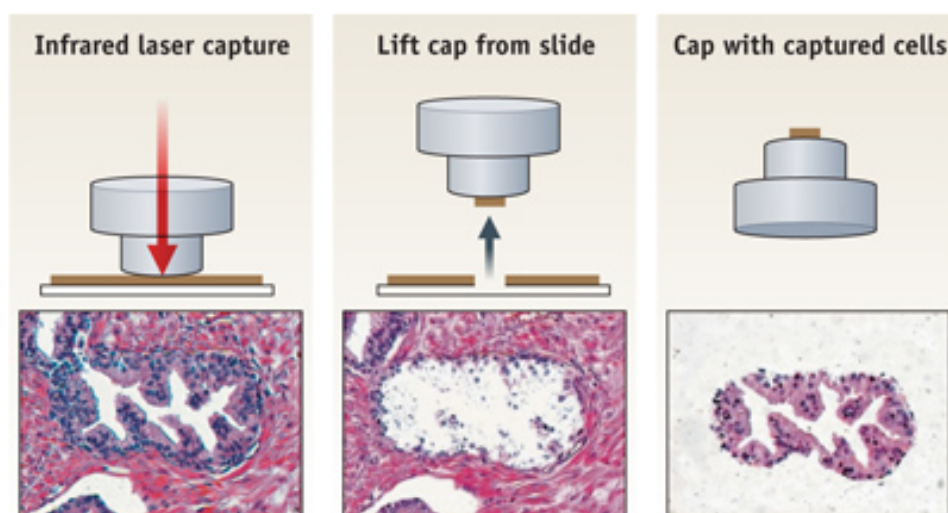 Infrared laser capture
Lift cap from slide
Cap with captured cells